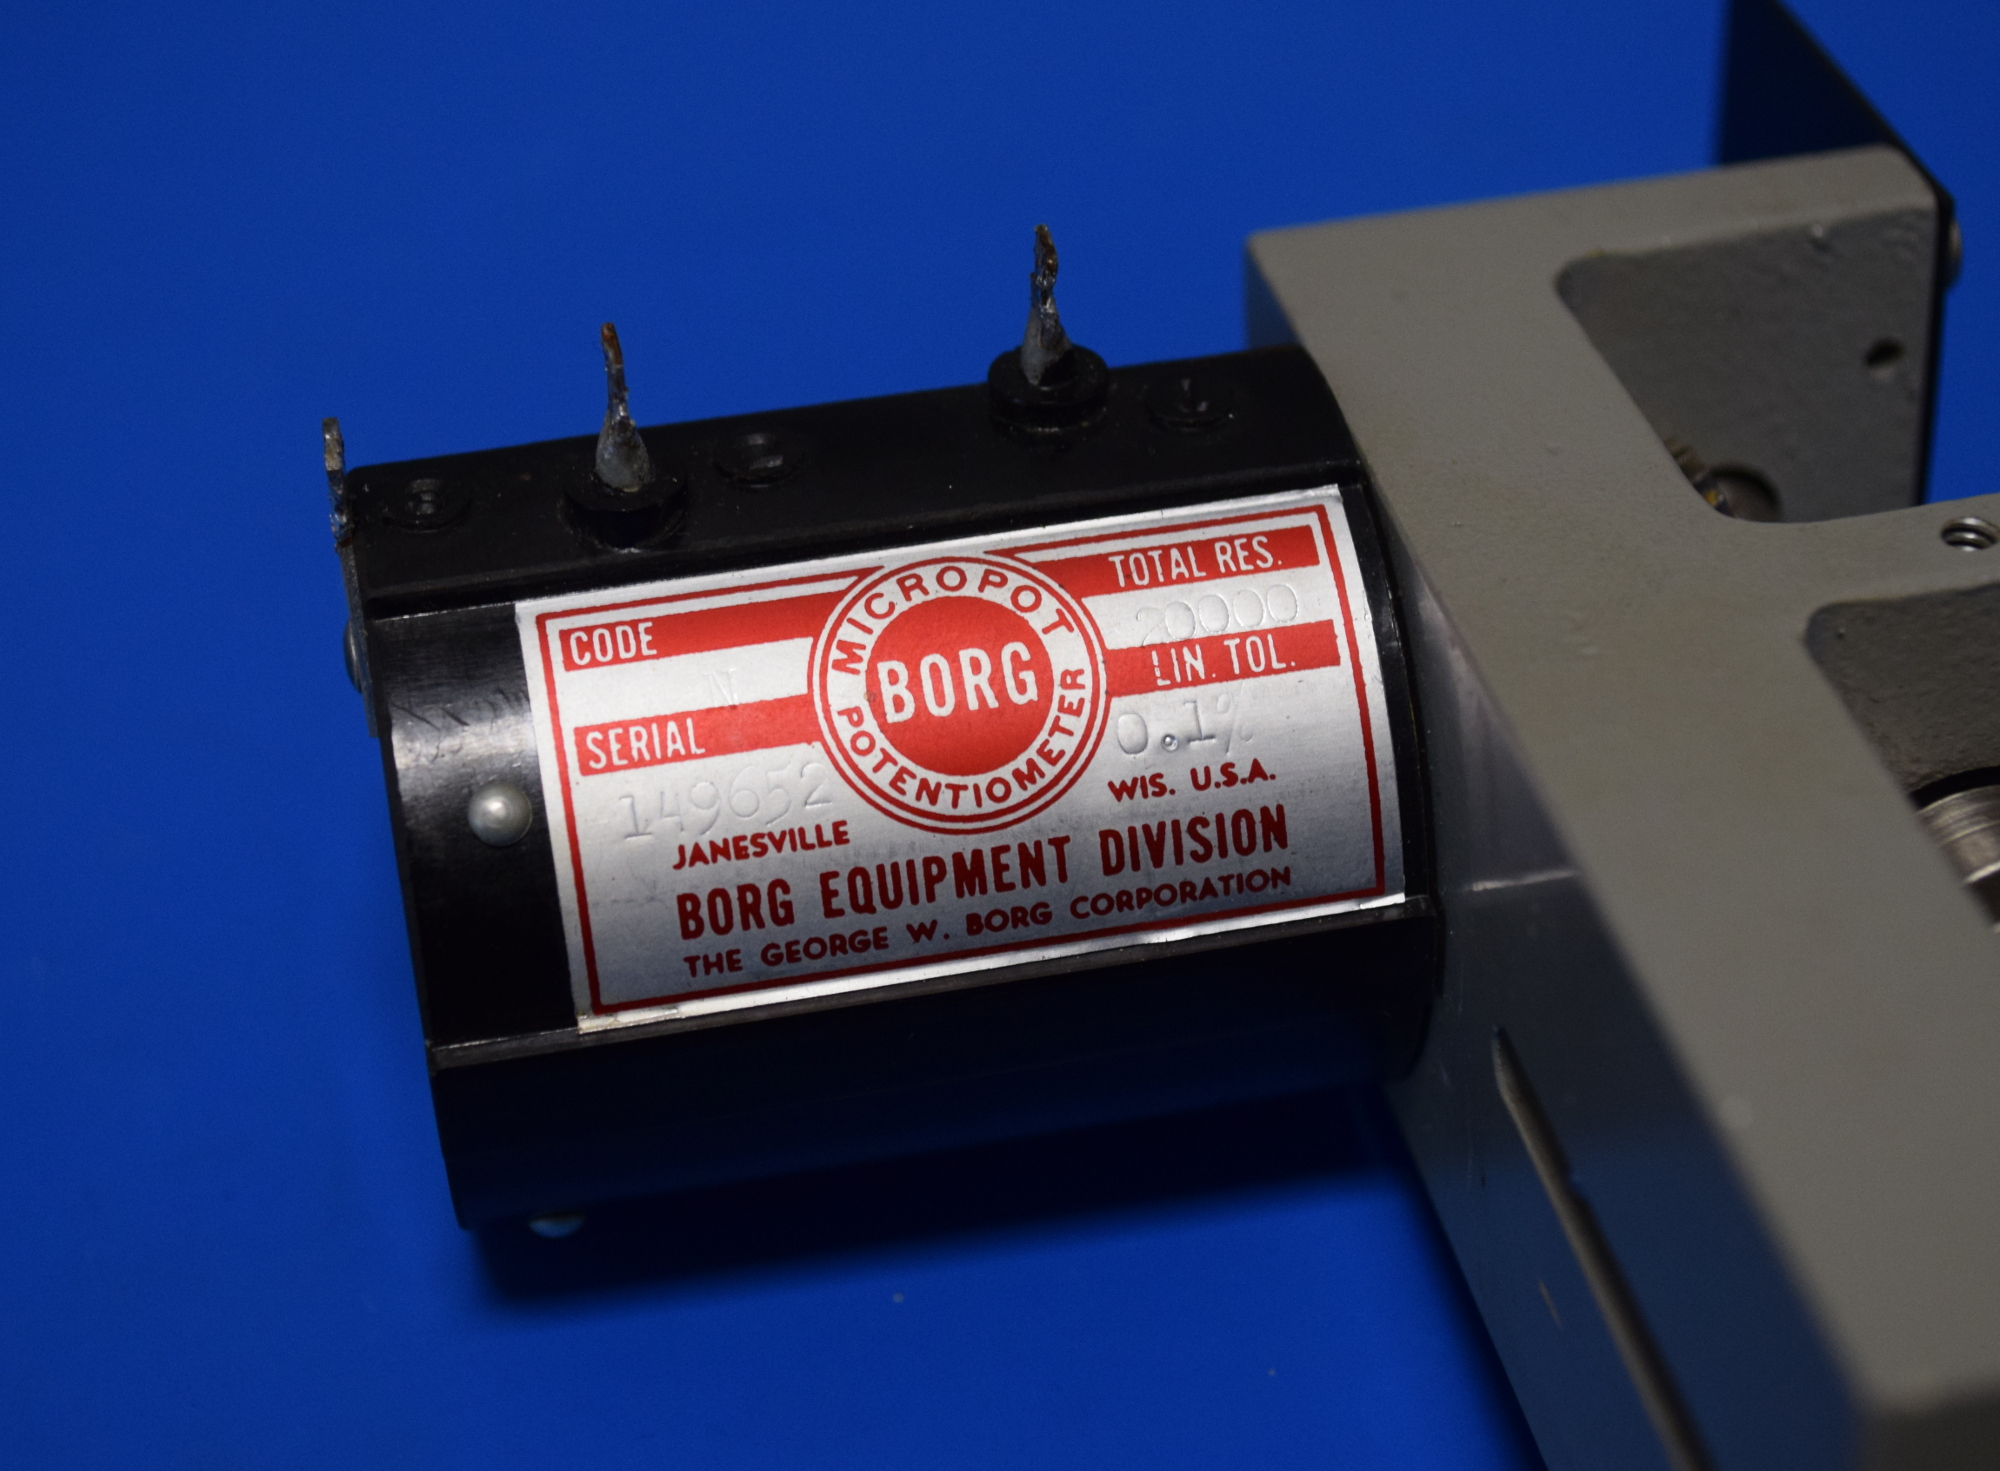 CODE
N
SERIAL
149652
MICROPOT
BORG
POTENTIOMETER
TOTAL RES.
20000
LIN. TOL.
0.1%
JANESVILLE
WIS. U.S.A.
BORG EQUIPMENT DIVISION
THE GEORGE W. BORG CORPORATION